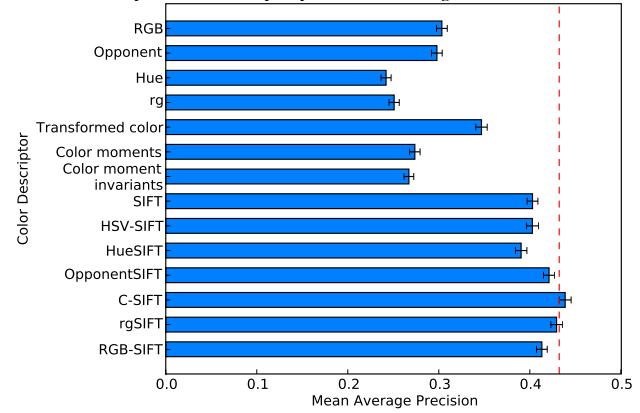 RGB
Opponent
Hue
rg
Transformed color
Color moments
Color moment
invariants
SIFT
HSV-SIFT
HueSIFT
OpponentSIFT
C-SIFT
rgSIFT
RGB-SIFT
Color Descriptor
0.0 0.1 0.2 0.3 0.4 0.5
Mean Average Precision